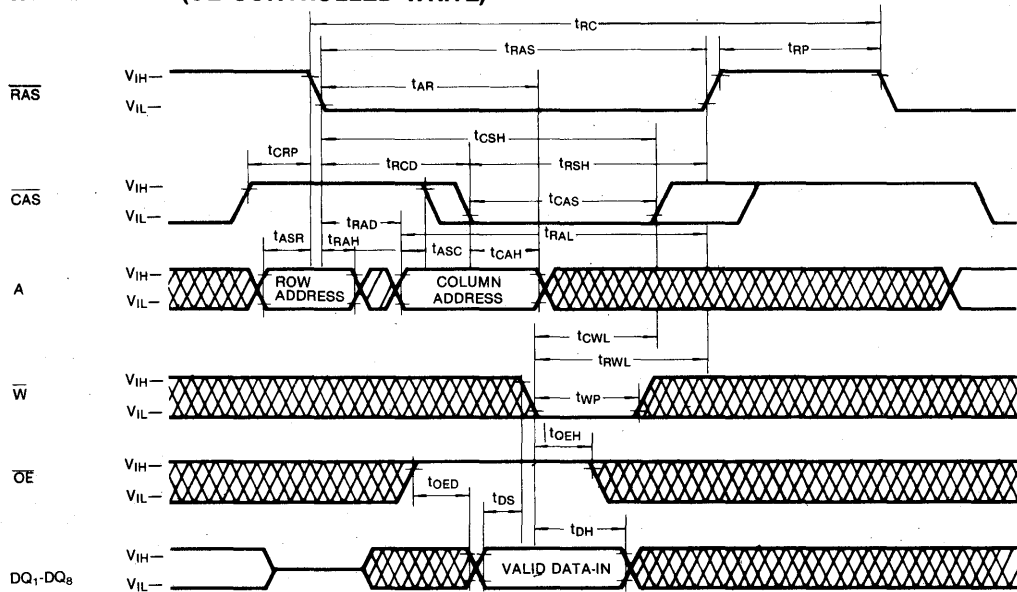 (OE CONTROLLED WRITE)
tRC
tRAS
tRP
RAS
VIH—
VIL—
tAR
tCSH
tCRP
tRCD
tRSH
CAS
VIH—
VIL—
tCAS
tRAD
tRAL
tASR
tRAH
tASC
tCAH
A
VIH—
VIL—
ROW
ADDRESS
COLUMN
ADDRESS
tCWL
tRWL
W
VIH—
VIL—
tWP
tOEH
OE
VIH—
VIL—
tOED
tDS
tDH
DQ1-DQ8
VIH—
VIL—
VALID DATA-IN